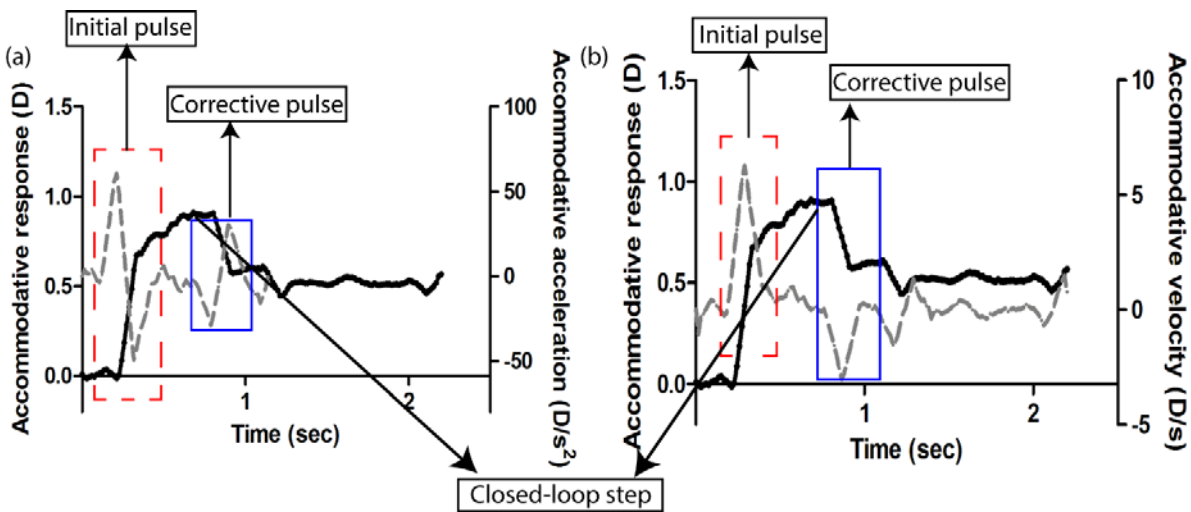 Initial pulse
(a)
Corrective pulse
Accommodative response (D)
1.5
1.0
0.5
0.0
100
50
0
-50
Accommodative acceleration (D/s²)
1
2
Time (sec)
Initial pulse
(b)
Corrective pulse
Accommodative response (D)
1.5
1.0
0.5
0.0
10
5
0
-5
Accommodative velocity (D/s)
1
2
Time (sec)
Closed-loop step